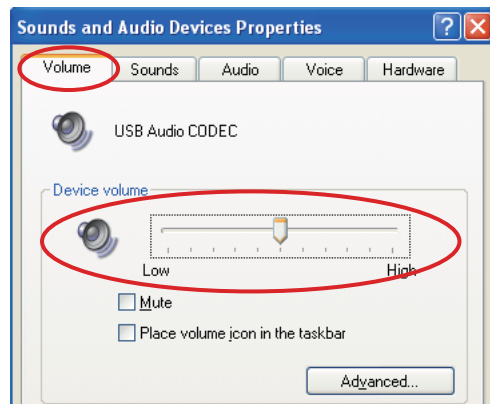 Sounds and Audio Devices Properties
Volume Sounds Audio Voice Hardware
USB Audio CODEC
Device volume
Low High
Mute
Place volume icon in the taskbar
Advanced...